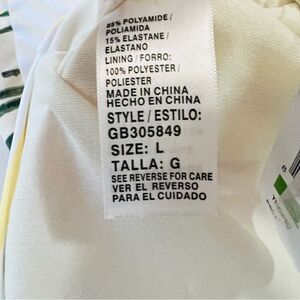 85% POLYAMIDE /
POLIAMIDA
15% ELASTANE /
ELASTANO
LINING / FORRO:
100% POLYESTER /
POLIESTER
MADE IN CHINA
HECHO EN CHINA
STYLE / ESTILO:
GB305849
SIZE: L
TALLA: G
SEE REVERSE FOR CARE
VER EL REVERSO
PARA EL CUIDADO